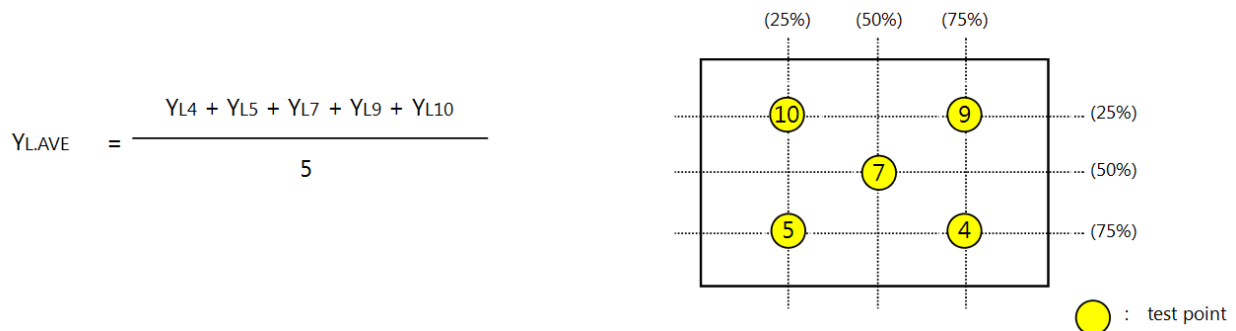 (25%) (50%) (75%)
YL4 + YL5 + YL7 + YL9 + YL10
YL.AVE =
5
10 9 (25%)
7 (50%)
5 4 (75%)
: test point